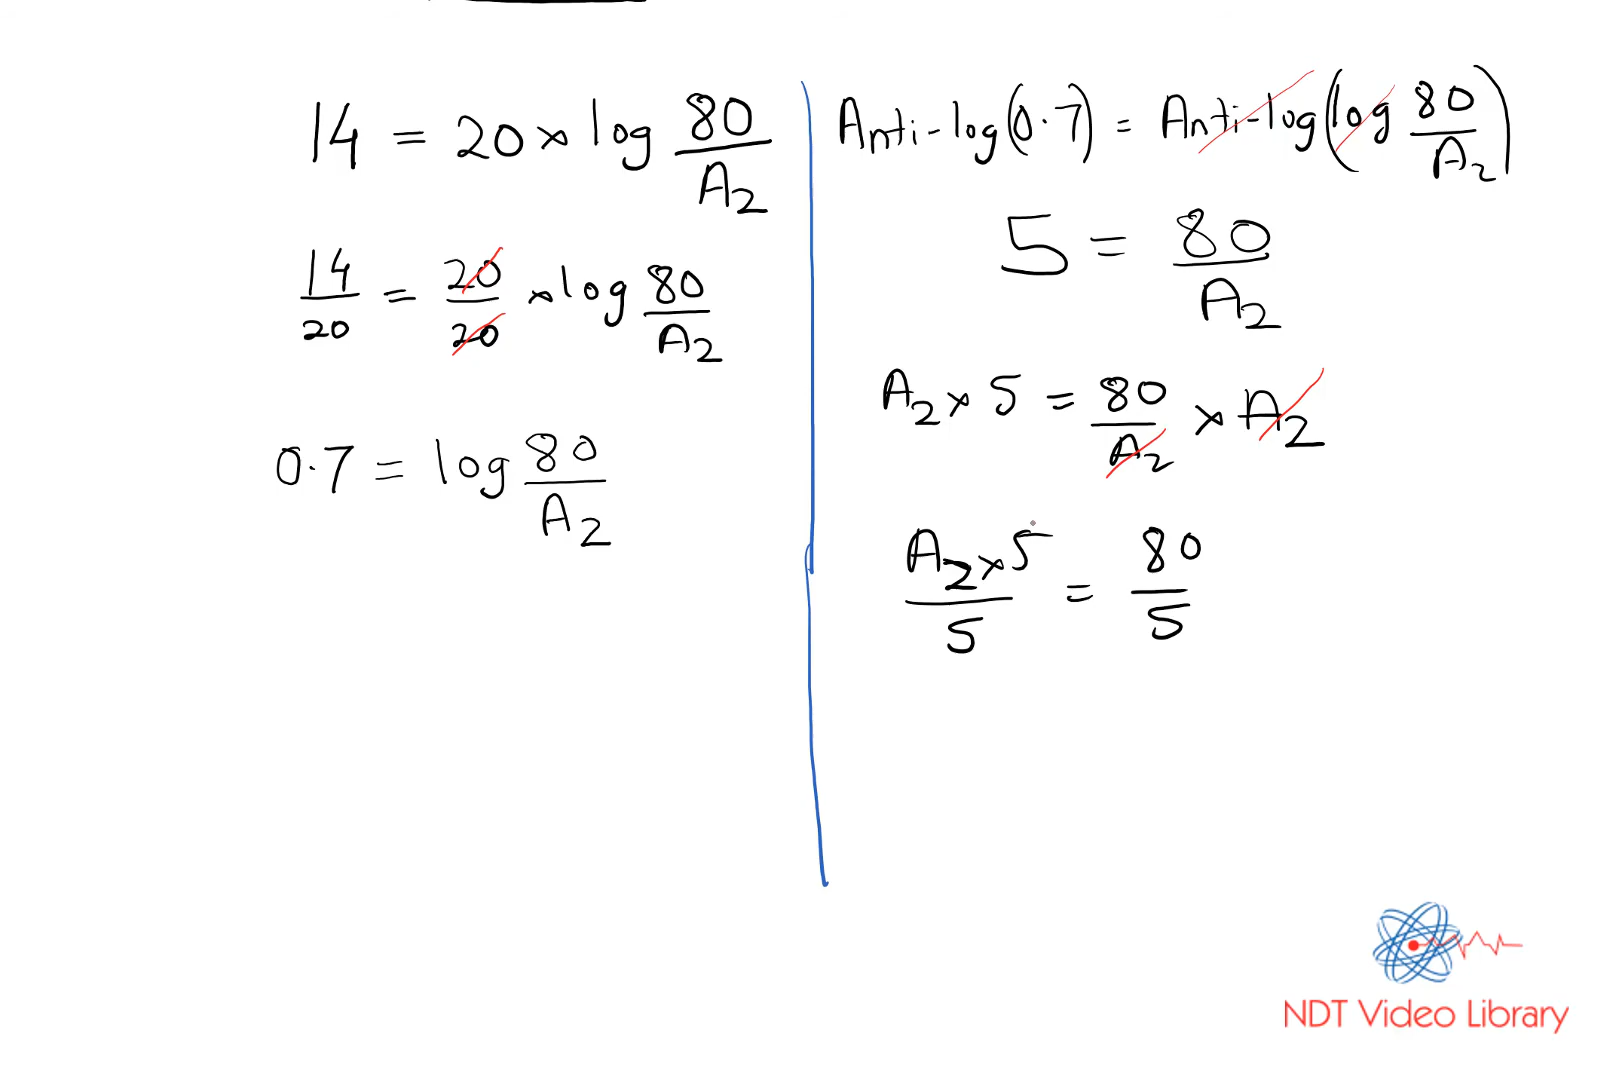 14 = 20 × log 80/A2
14/20 = 20/20 × log 80/A2
0.7 = log 80/A2
Anti-log(0.7) = Anti-log(log 80/A2)
5 = 80/A2
A2 × 5 = 80/A2 × A2
A2 × 5/5 = 80/5
NDT Video Library